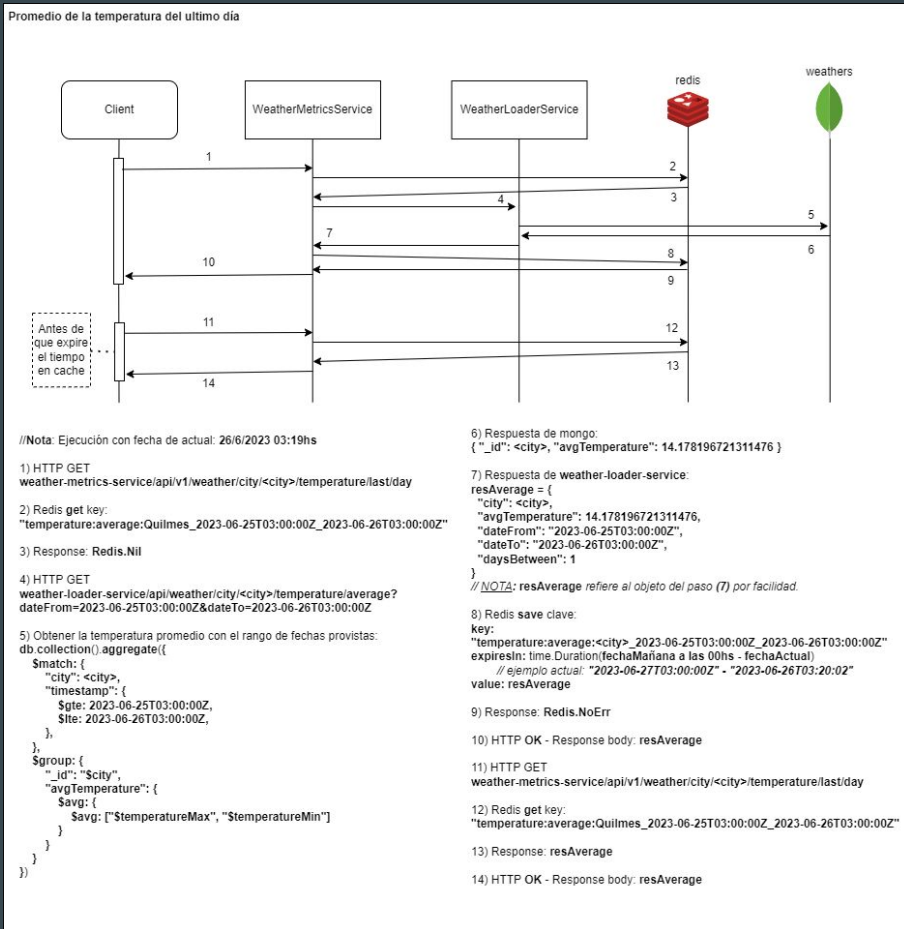 Promedio de la temperatura del ultimo día
Client
WeatherMetricsService
WeatherLoaderService
redis
weathers
1
2
3
4
5
6
7
8
9
10
11
12
13
14
Antes de
que expire
el tiempo
en cache
//Nota: Ejecución con fecha de actual: 26/6/2023 03:19hs
1) HTTP GET
weather-metrics-service/api/v1/weather/city/<city>/temperature/last/day
2) Redis get key:
"temperature:average:Quilmes_2023-06-25T03:00:00Z_2023-06-26T03:00:00Z"
3) Response: Redis.Nil
4) HTTP GET
weather-loader-service/api/weather/city/<city>/temperature/average?
dateFrom=2023-06-25T03:00:00Z&dateTo=2023-06-26T03:00:00Z
5) Obtener la temperatura promedio con el rango de fechas provistas:
db.collection().aggregate({
$match: {
"city": <city>,
"timestamp": {
$gte: 2023-06-25T03:00:00Z,
$lte: 2023-06-26T03:00:00Z,
},
},
$group: {
"_id": "$city",
"avgTemperature": {
$avg: {
$avg: ["$temperatureMax", "$temperatureMin"]
}
}
}
})
6) Respuesta de mongo:
{ "_id": <city>, "avgTemperature": 14.178196721311476 }
7) Respuesta de weather-loader-service:
resAverage = {
"city": <city>,
"avgTemperature": 14.178196721311476,
"dateFrom": "2023-06-25T03:00:00Z",
"dateTo": "2023-06-26T03:00:00Z",
"daysBetween": 1
}
// NOTA: resAverage refiere al objeto del paso (7) por facilidad.
8) Redis save clave:
key:
"temperature:average:<city>_2023-06-25T03:00:00Z_2023-06-26T03:00:00Z"
expiresIn: time.Duration(fechaMañana a las 00hs - fechaActual)
// ejemplo actual: "2023-06-27T03:00:00Z" - "2023-06-26T03:20:02"
value: resAverage
9) Response: Redis.NoErr
10) HTTP OK - Response body: resAverage
11) HTTP GET
weather-metrics-service/api/v1/weather/city/<city>/temperature/last/day
12) Redis get key:
"temperature:average:Quilmes_2023-06-25T03:00:00Z_2023-06-26T03:00:00Z"
13) Response: resAverage
14) HTTP OK - Response body: resAverage